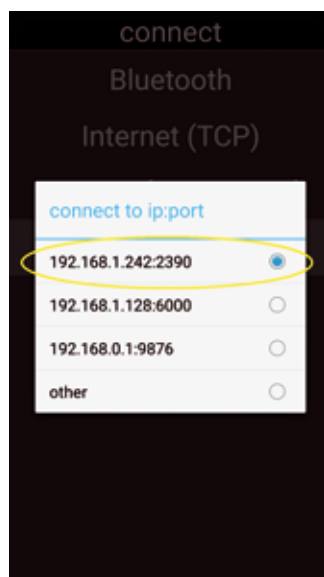 connect
Bluetooth
Internet (TCP)
connect to ip:port
192.168.1.242:2390
192.168.1.128:6000
192.168.0.1:9876
other